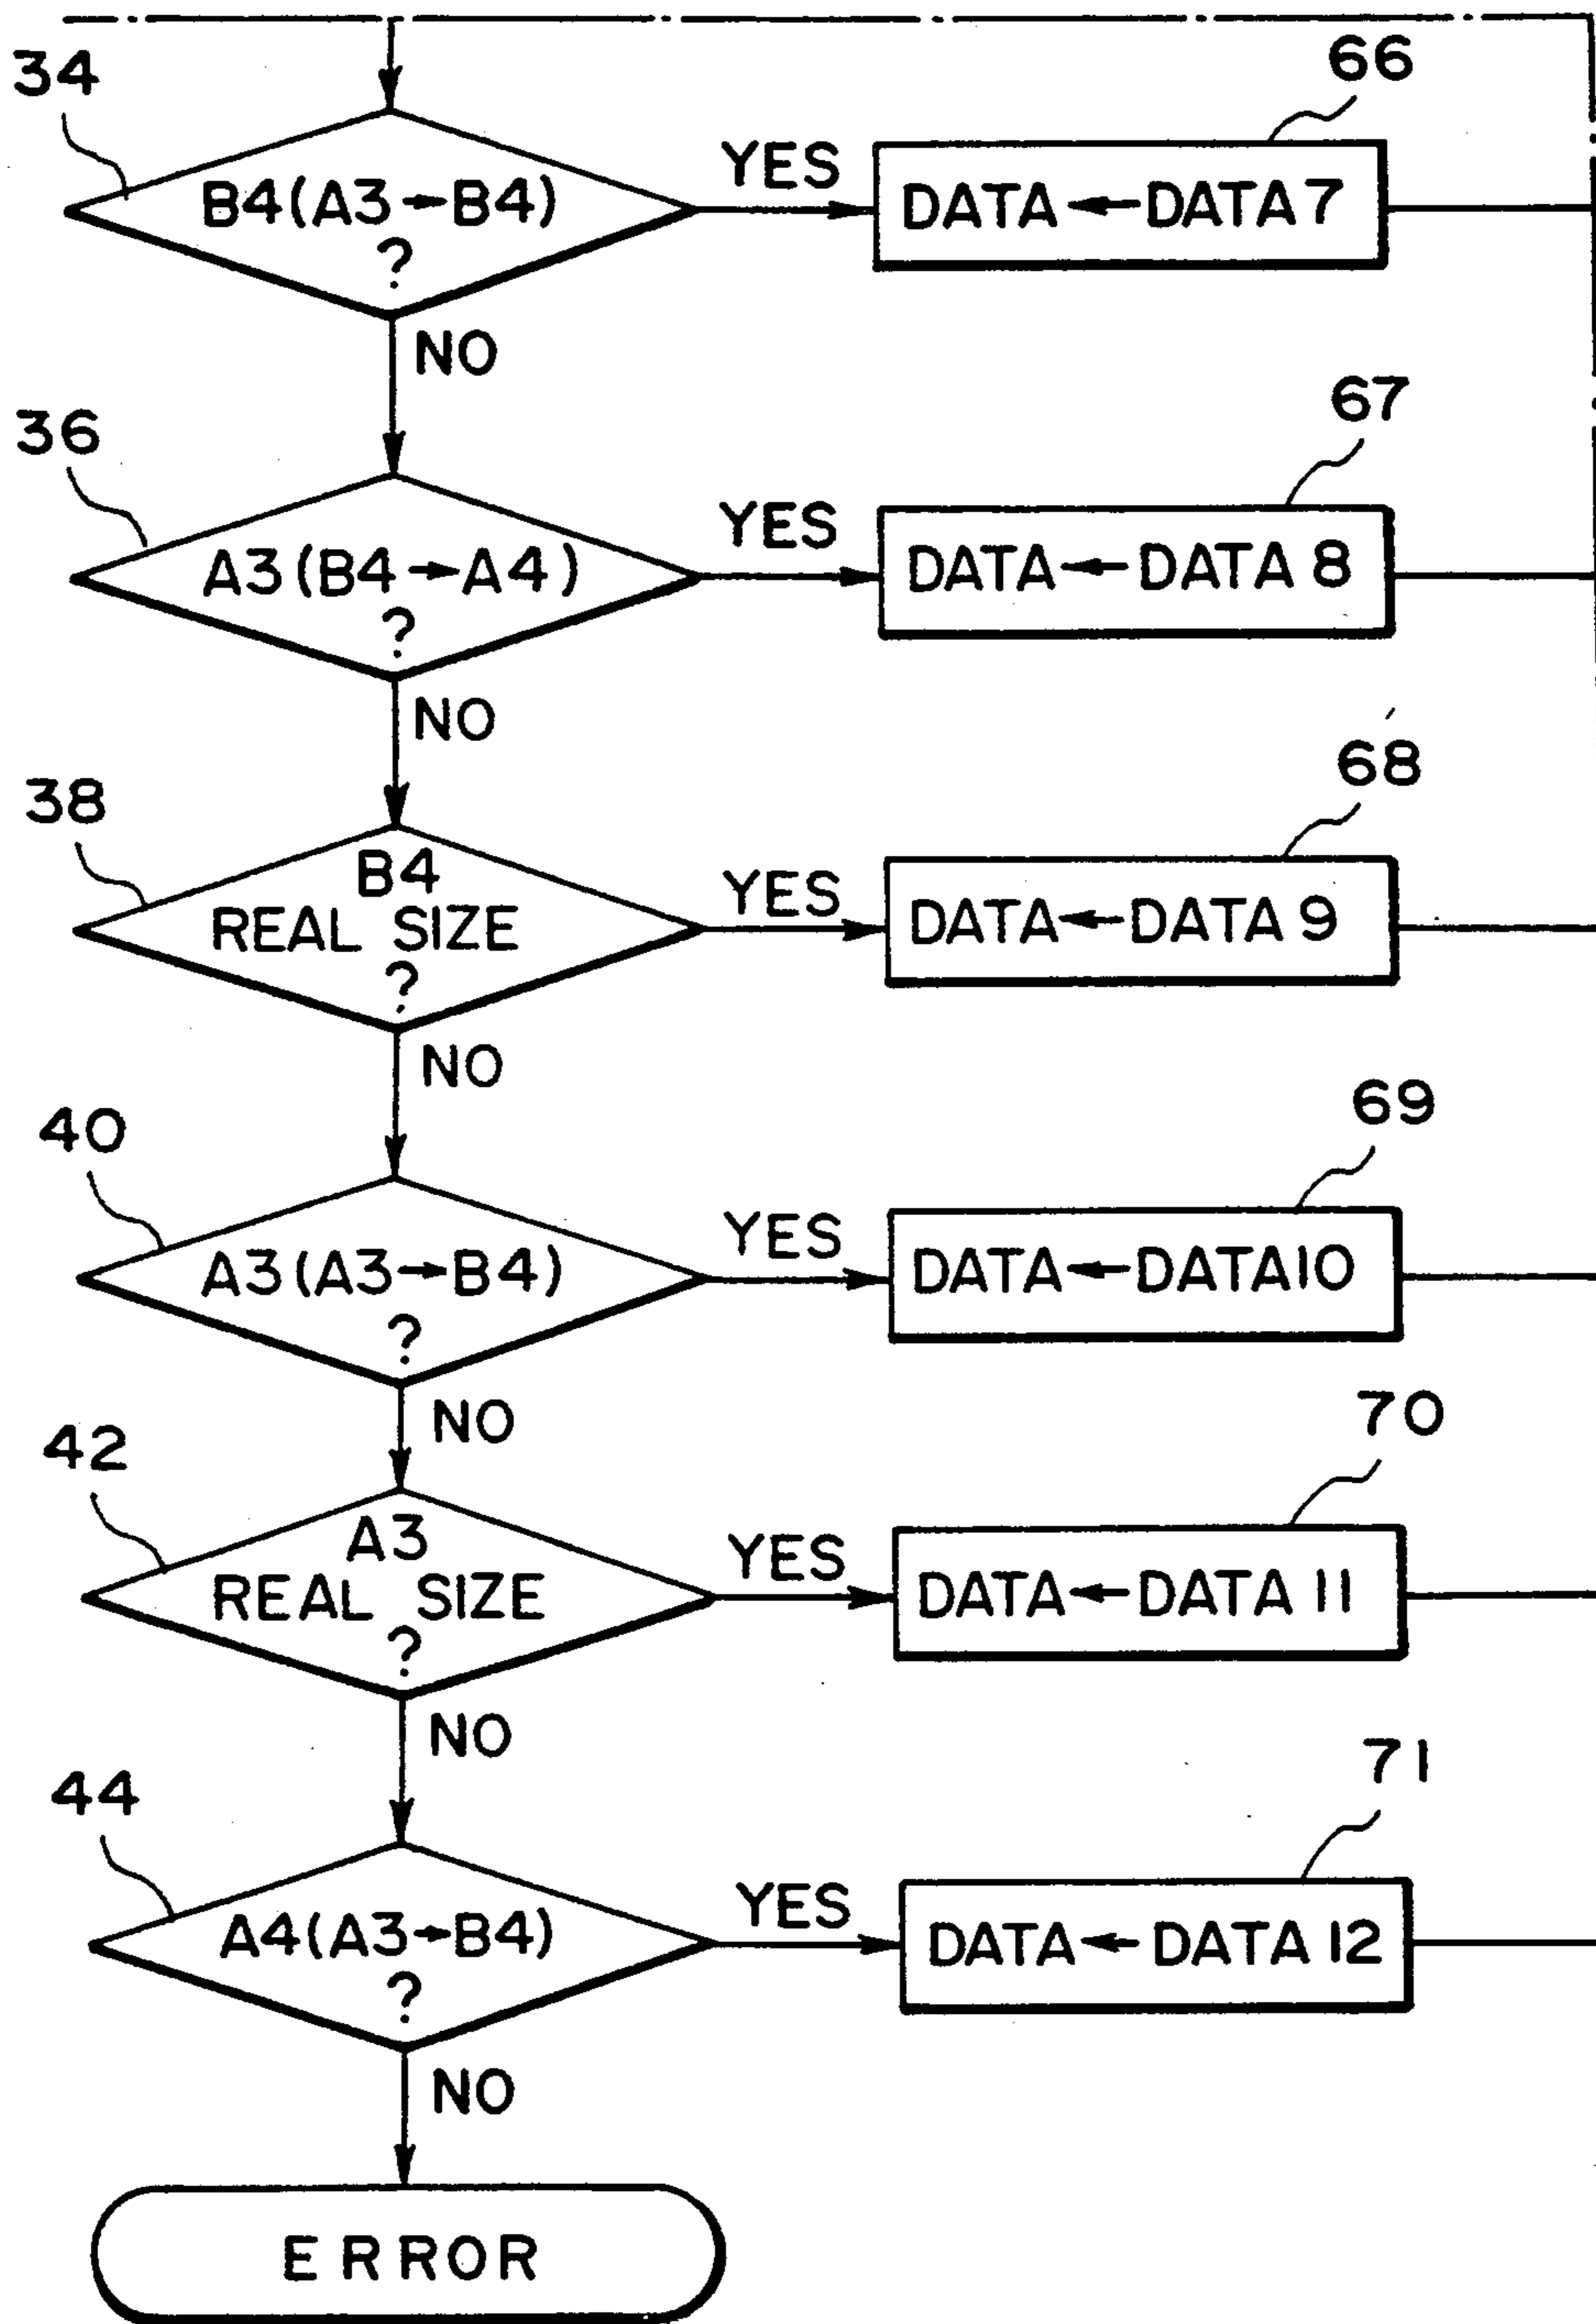 34
66
B4(A3→B4)
?
YES
DATA←DATA7
NO
36
67
A3(B4→A4)
?
YES
DATA←DATA 8
NO
38
68
B4
REAL SIZE
?
YES
DATA←DATA 9
NO
40
69
A3(A3→B4)
?
YES
DATA←DATA10
NO
42
70
A3
REAL SIZE
?
YES
DATA←DATA 11
NO
44
71
A4(A3→B4)
?
YES
DATA←DATA 12
NO
ERROR